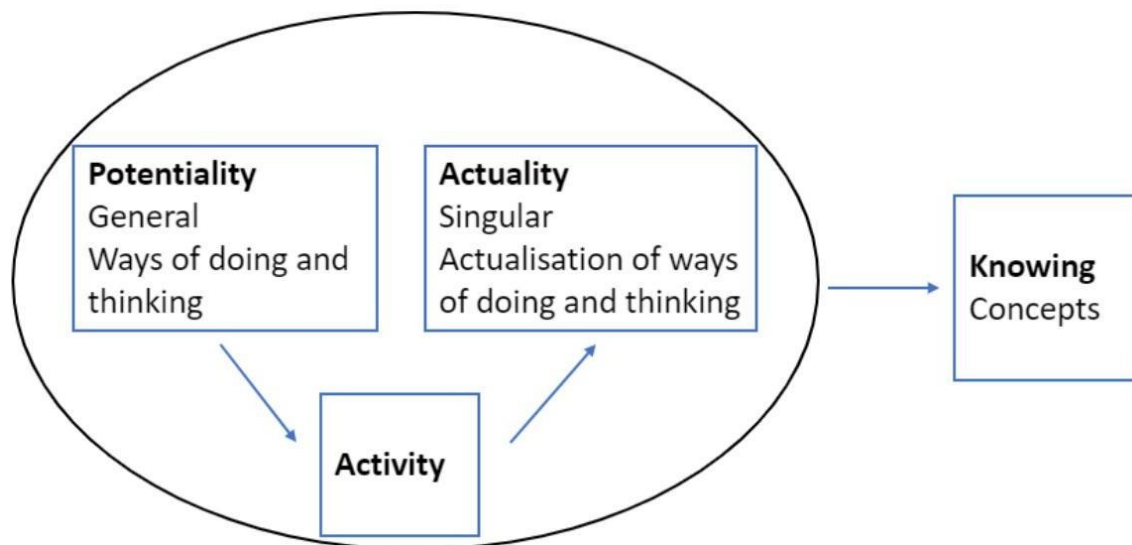 Potentiality
General
Ways of doing and
thinking
Actuality
Singular
Actualisation of ways
of doing and thinking
Activity
Knowing
Concepts